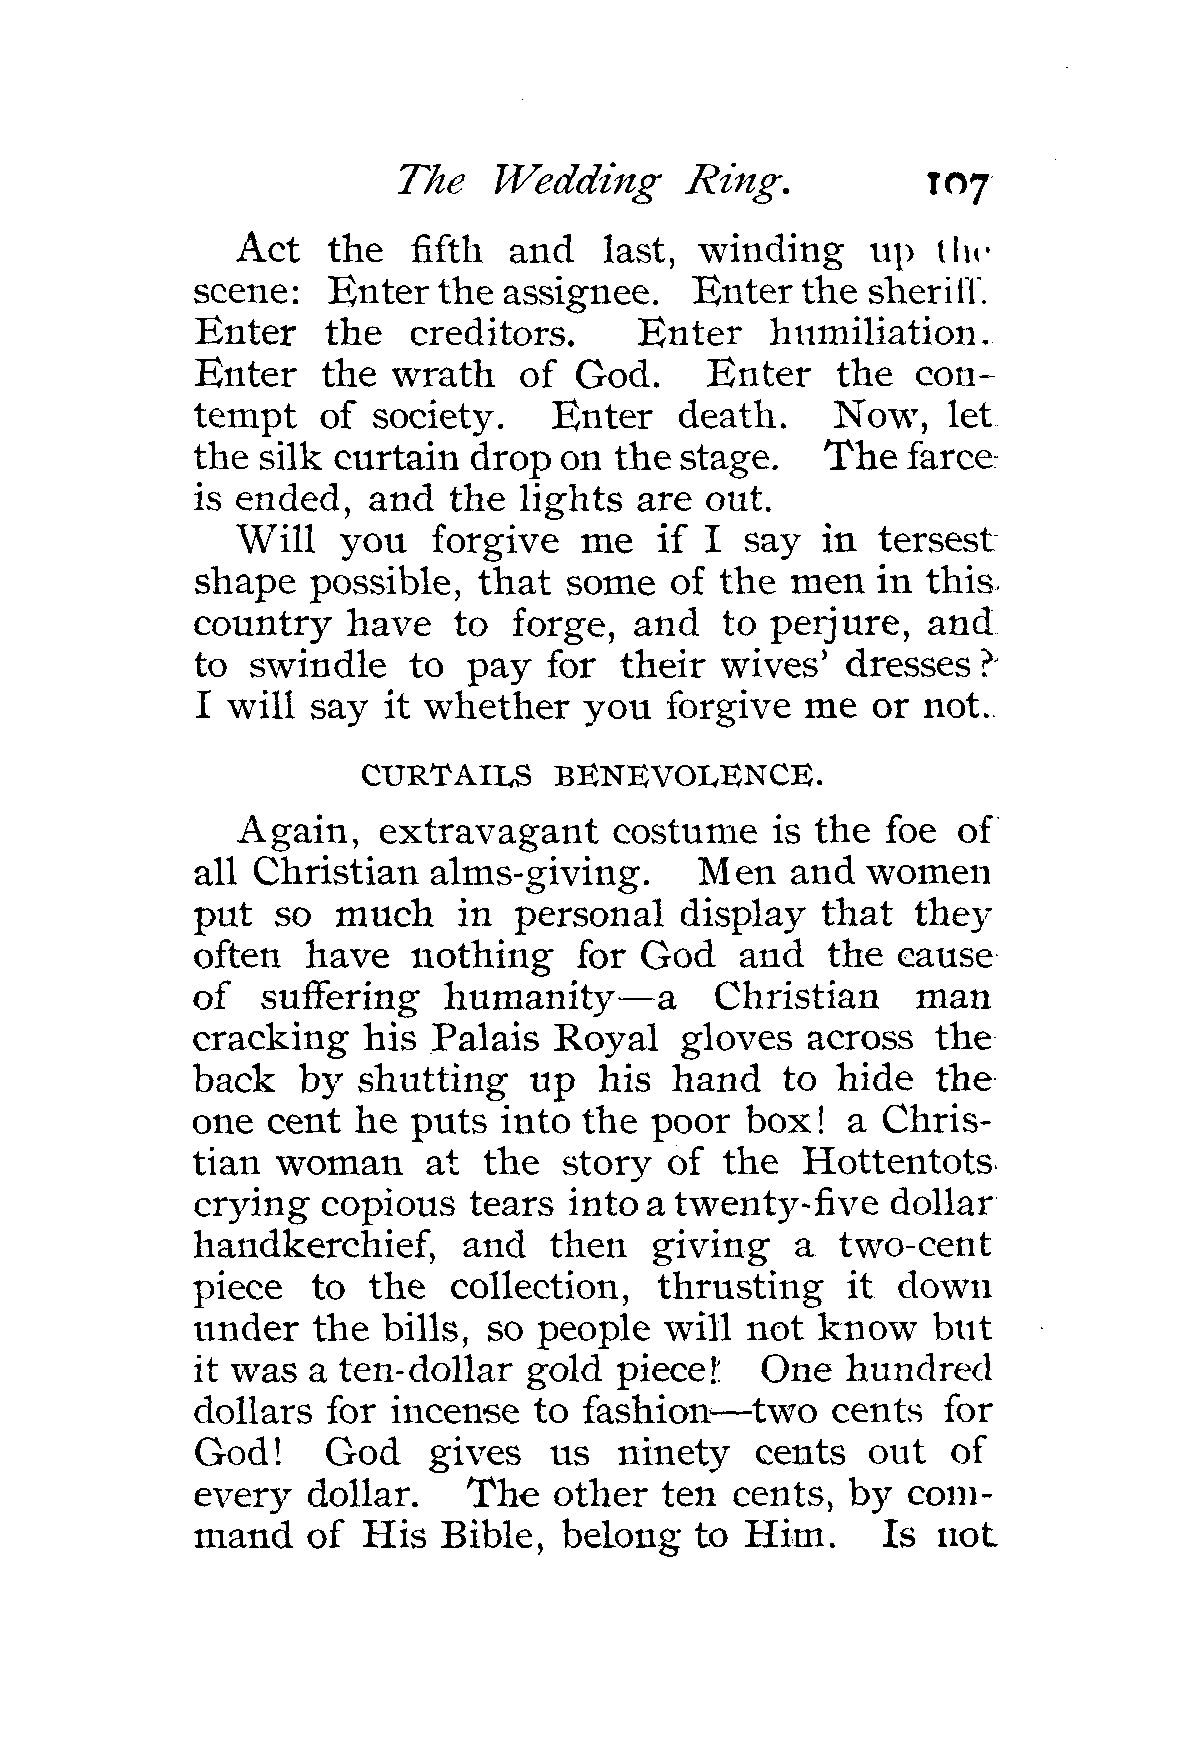 The Wedding Ring. 107
Act the fifth and last, winding up the
scene: Enter the assignee. Enter the sheriff.
Enter the creditors. Enter humiliation.
Enter the wrath of God. Enter the con-
tempt of society. Enter death. Now, let
the silk curtain drop on the stage. The farce
is ended, and the lights are out.
Will you forgive me if I say in tersest
shape possible, that some of the men in this
country have to forge, and to perjure, and
to swindle to pay for their wives' dresses?
I will say it whether you forgive me or not.
CURTAILS BENEVOLENCE.
Again, extravagant costume is the foe of
all Christian alms-giving. Men and women
put so much in personal display that they
often have nothing for God and the cause
of suffering humanity—a Christian man
cracking his Palais Royal gloves across the
back by shutting up his hand to hide the
one cent he puts into the poor box! a Chris-
tian woman at the story of the Hottentots
crying copious tears into a twenty-five dollar
handkerchief, and then giving a two-cent
piece to the collection, thrusting it down
under the bills, so people will not know but
it was a ten-dollar gold piece! One hundred
dollars for incense to fashion—two cents for
God! God gives us ninety cents out of
every dollar. The other ten cents, by com-
mand of His Bible, belong to Him. Is not